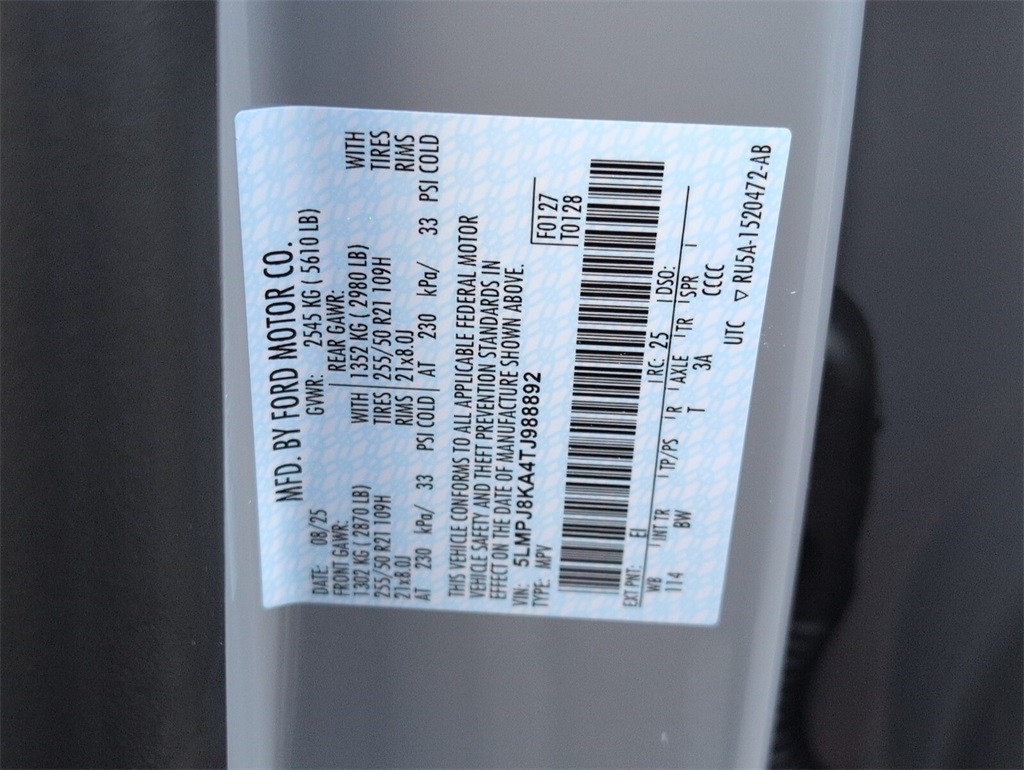 MFD. BY FORD MOTOR CO.
DATE: 08/25 GVWR: 2545 KG ( 5610 LB)
FRONT GAWR: REAR GAWR:
1302 KG ( 2870 LB) WITH 1352 KG ( 2980 LB) WITH
255/50 R21 109H TIRES 255/50 R21 109H TIRES
21x8.0J RIMS 21x8.0J RIMS
AT 230 kPa/ 33 PSI COLD AT 230 kPa/ 33 PSI COLD
THIS VEHICLE CONFORMS TO ALL APPLICABLE FEDERAL MOTOR
VEHICLE SAFETY AND THEFT PREVENTION STANDARDS IN
EFFECT ON THE DATE OF MANUFACTURE SHOWN ABOVE.
VIN: 5LMPJ8KA4TJ988892 F0127
TYPE: MPV T0128
EXT PNT: EJ RC: 25 DSO:
WB INT TR TP/PS R AXLE TR SPR
114 BW T 3A CCCC
UTC ▽ RU5A-1520472-AB